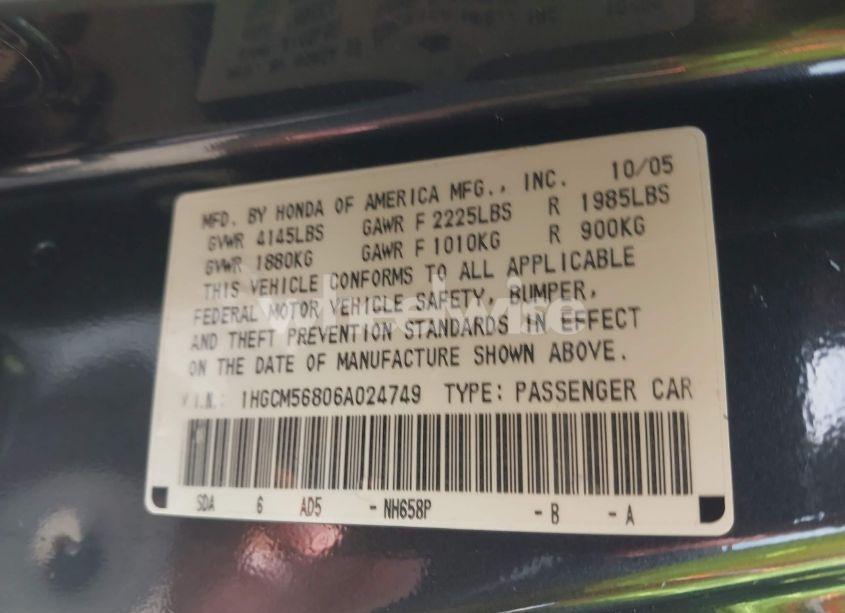 MFD. BY HONDA OF AMERICA MFG., INC. 10/05
GVWR 4145LBS GAWR F 2225LBS R 1985LBS
GVWR 1880KG GAWR F 1010KG R 900KG
THIS VEHICLE CONFORMS TO ALL APPLICABLE
FEDERAL MOTOR VEHICLE SAFETY, BUMPER,
AND THEFT PREVENTION STANDARDS IN EFFECT
ON THE DATE OF MANUFACTURE SHOWN ABOVE.
V.I.N.: 1HGCM56806A024749 TYPE: PASSENGER CAR
SDA 6 AD5 - NH658P - B - A